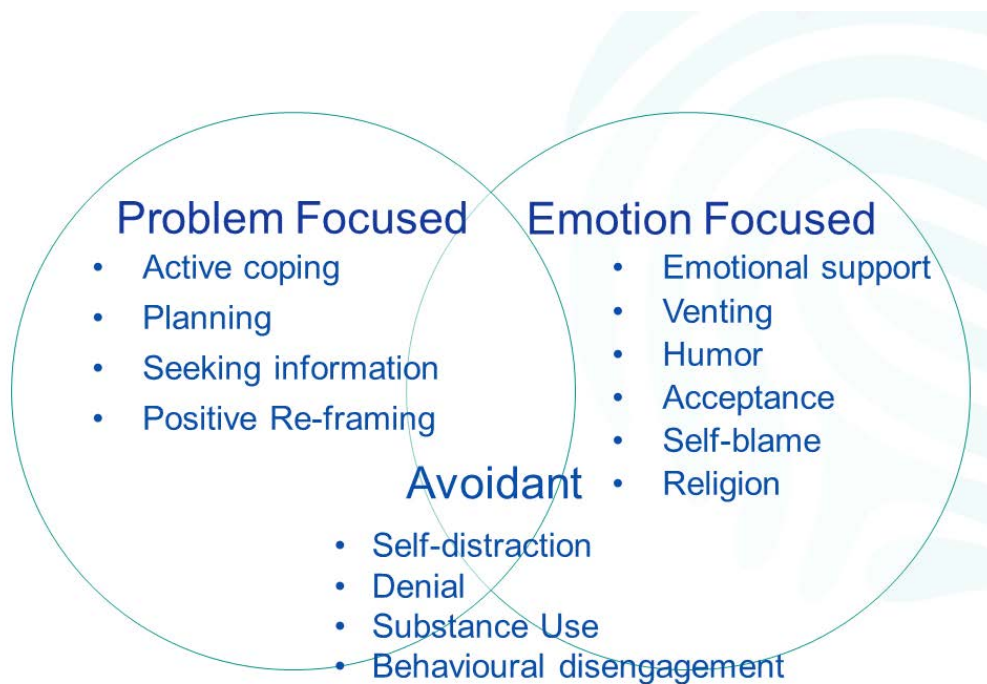 Problem Focused
• Active coping
• Planning
• Seeking information
• Positive Re-framing
Emotion Focused
• Emotional support
• Venting
• Humor
• Acceptance
• Self-blame
• Religion
Avoidant
• Self-distraction
• Denial
• Substance Use
• Behavioural disengagement